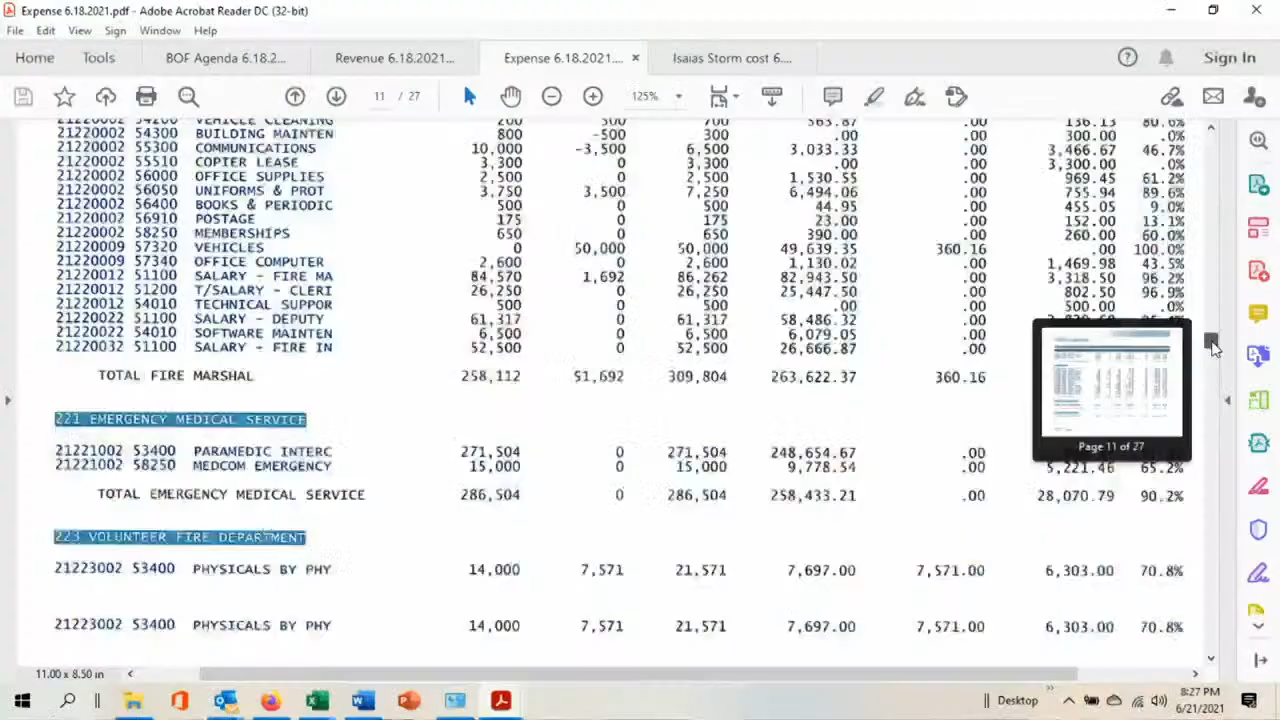 Expense 6.18.2021.pdf - Adobe Acrobat Reader DC (32-bit)
File Edit View Sign Window Help
Home Tools BOF Agenda 6.18.2... Revenue 6.18.2021... Expense 6.18.2021.... × Isaias Storm cost 6.... Sign In
11 / 27 125%
21220002 54200 VEHICLE CLEANING 200 500 700 563.87 .00 136.13 80.6%
21220002 54300 BUILDING MAINTEN 800 -500 300 .00 .00 300.00 .0%
21220002 55300 COMMUNICATIONS 10,000 -3,500 6,500 3,033.33 .00 3,466.67 46.7%
21220002 55510 COPIER LEASE 3,300 0 3,300 .00 .00 3,300.00 .0%
21220002 56000 OFFICE SUPPLIES 2,500 0 2,500 1,530.55 .00 969.45 61.2%
21220002 56050 UNIFORMS & PROT 3,750 3,500 7,250 6,494.06 .00 755.94 89.6%
21220002 56400 BOOKS & PERIODIC 500 0 500 44.95 .00 455.05 9.0%
21220002 56910 POSTAGE 175 0 175 23.00 .00 152.00 13.1%
21220002 58250 MEMBERSHIPS 650 0 650 390.00 .00 260.00 60.0%
21220009 57320 VEHICLES 0 50,000 50,000 49,639.35 360.16 .00 100.0%
21220009 57340 OFFICE COMPUTER 2,600 0 2,600 1,130.02 .00 1,469.98 43.5%
21220012 51100 SALARY - FIRE MA 84,570 1,692 86,262 82,943.50 .00 3,318.50 96.2%
21220012 51200 T/SALARY - CLERI 26,250 0 26,250 25,447.50 .00 802.50 96.9%
21220012 54010 TECHNICAL SUPPOR 500 0 500 .00 .00 500.00 .0%
21220022 51100 SALARY - DEPUTY 61,317 0 61,317 58,486.32 .00
21220022 54010 SOFTWARE MAINTEN 6,500 0 6,500 6,079.05 .00
21220032 51100 SALARY - FIRE IN 52,500 0 52,500 26,666.87 .00
TOTAL FIRE MARSHAL 258,112 51,692 309,804 263,622.37 360.16
221 EMERGENCY MEDICAL SERVICE
21221002 53400 PARAMEDIC INTERC 271,504 0 271,504 248,654.67 .00
Page 11 of 27
21221002 58250 MEDCOM EMERGENCY 15,000 0 15,000 9,778.54 .00 5,221.46 65.2%
TOTAL EMERGENCY MEDICAL SERVICE 286,504 0 286,504 258,433.21 .00 28,070.79 90.2%
223 VOLUNTEER FIRE DEPARTMENT
21223002 53400 PHYSICALS BY PHY 14,000 7,571 21,571 7,697.00 7,571.00 6,303.00 70.8%
21223002 53400 PHYSICALS BY PHY 14,000 7,571 21,571 7,697.00 7,571.00 6,303.00 70.8%
11.00 x 8.50 in
Desktop 8:27 PM
6/21/2021